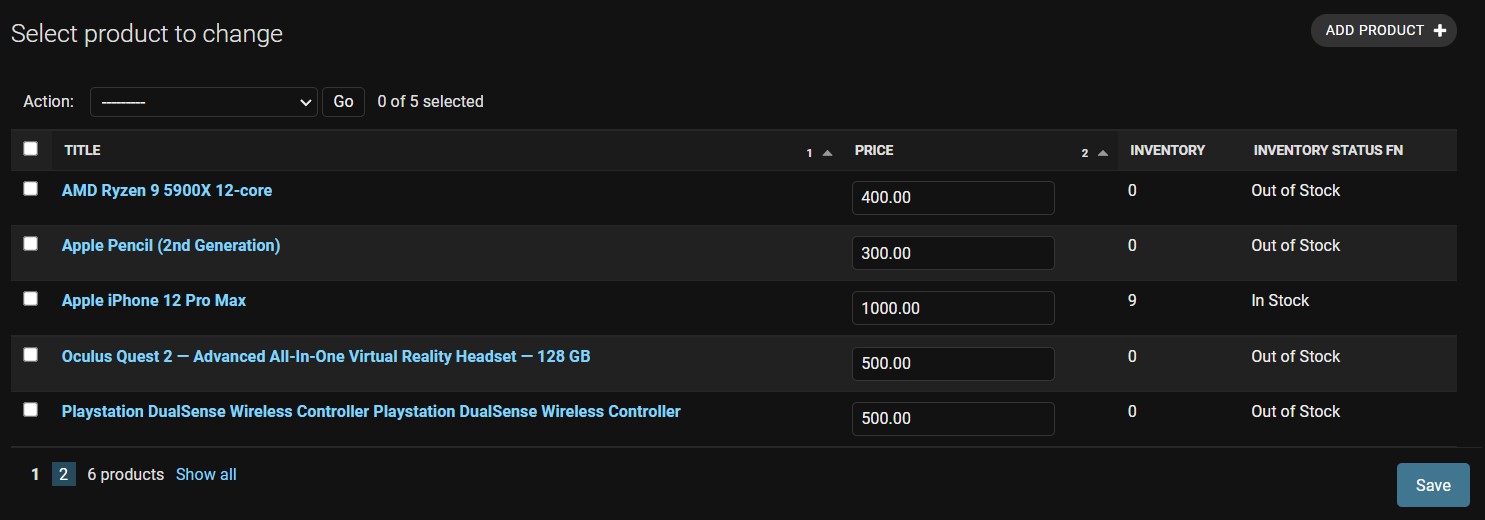 Select product to change
ADD PRODUCT
Action: --------- Go 0 of 5 selected
TITLE 1 PRICE 2 INVENTORY INVENTORY STATUS FN
AMD Ryzen 9 5900X 12-core 400.00 0 Out of Stock
Apple Pencil (2nd Generation) 300.00 0 Out of Stock
Apple iPhone 12 Pro Max 1000.00 9 In Stock
Oculus Quest 2 — Advanced All-In-One Virtual Reality Headset — 128 GB 500.00 0 Out of Stock
Playstation DualSense Wireless Controller Playstation DualSense Wireless Controller 500.00 0 Out of Stock
1 2 6 products Show all
Save